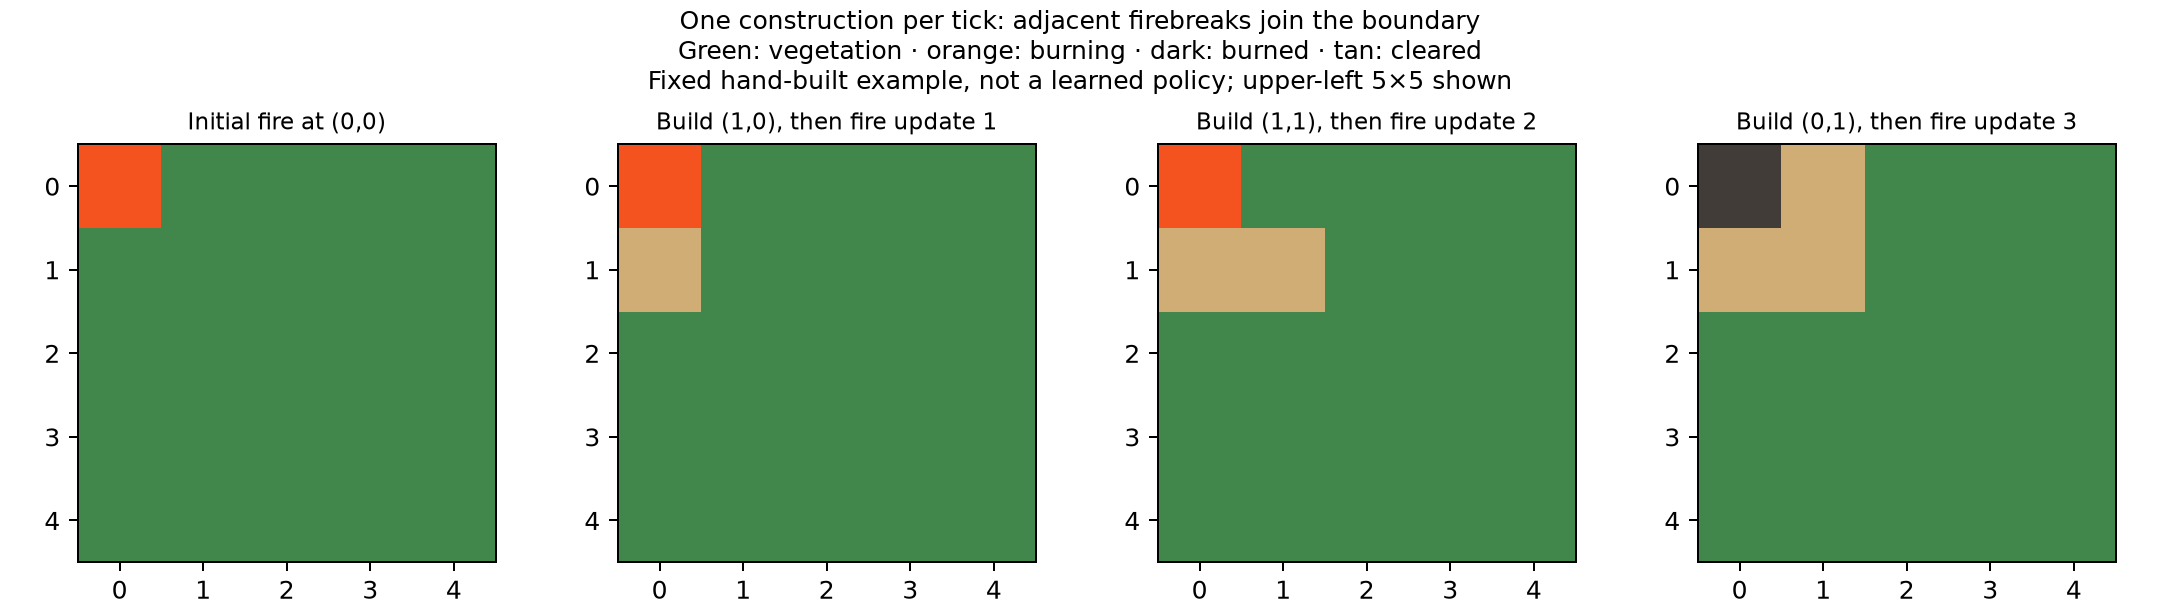 One construction per tick: adjacent firebreaks join the boundary
Green: vegetation · orange: burning · dark: burned · tan: cleared
Fixed hand-built example, not a learned policy; upper-left 5×5 shown
Initial fire at (0,0)
0
1
2
3
4
0 1 2 3 4
Build (1,0), then fire update 1
0
1
2
3
4
0 1 2 3 4
Build (1,1), then fire update 2
0
1
2
3
4
0 1 2 3 4
Build (0,1), then fire update 3
0
1
2
3
4
0 1 2 3 4